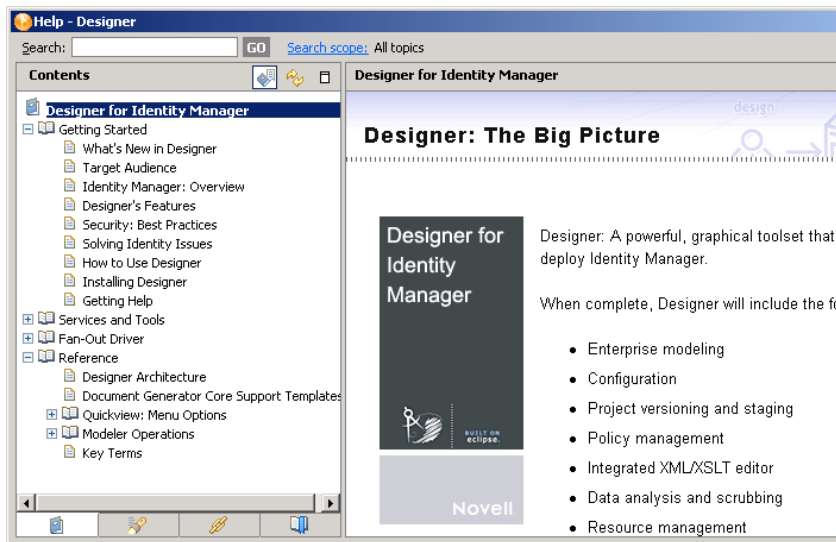 Help - Designer
Search: GO Search scope: All topics
Contents
Designer for Identity Manager
Getting Started
What's New in Designer
Target Audience
Identity Manager: Overview
Designer's Features
Security: Best Practices
Solving Identity Issues
How to Use Designer
Installing Designer
Getting Help
Services and Tools
Fan-Out Driver
Reference
Designer Architecture
Document Generator Core Support Templates
Quickview: Menu Options
Modeler Operations
Key Terms
Designer for Identity Manager
design
Designer: The Big Picture
Designer for
Identity
Manager
BUILT ON
eclipse.
Novell
Designer: A powerful, graphical toolset that
deploy Identity Manager.
When complete, Designer will include the fo
• Enterprise modeling
• Configuration
• Project versioning and staging
• Policy management
• Integrated XML/XSLT editor
• Data analysis and scrubbing
• Resource management